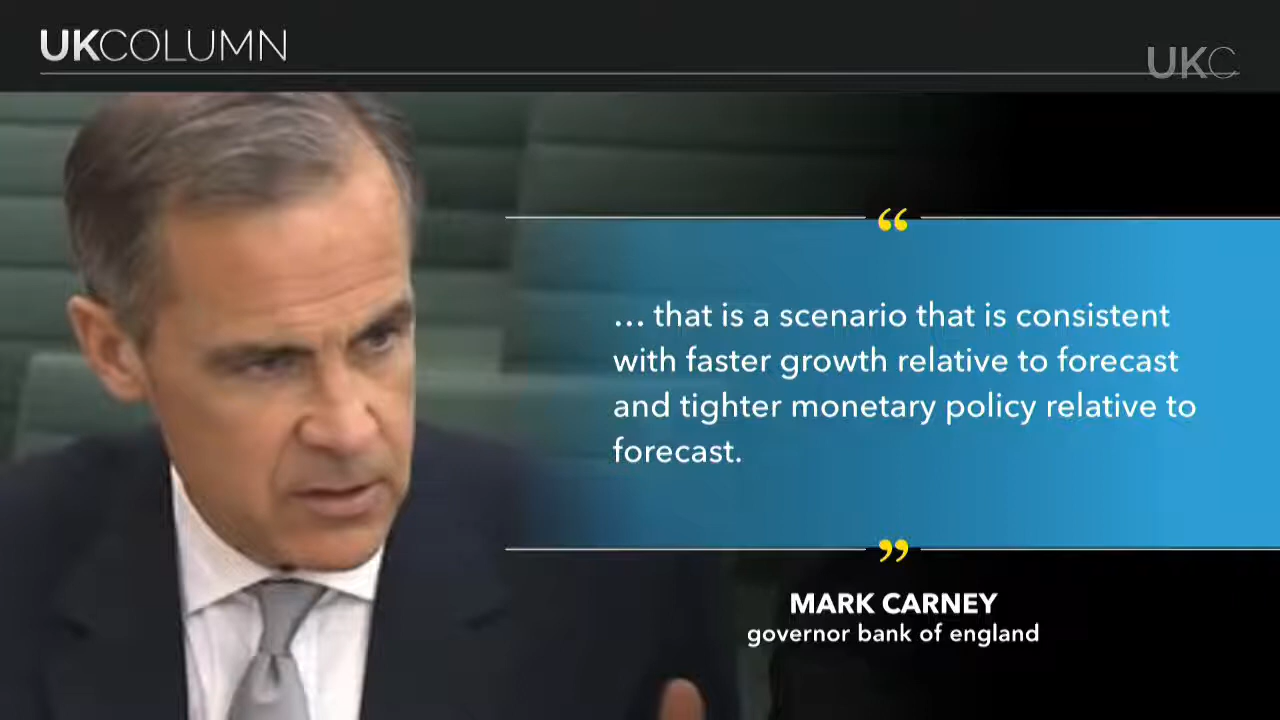 UKCOLUMN
UKC
“
… that is a scenario that is consistent
with faster growth relative to forecast
and tighter monetary policy relative to
forecast.
”
MARK CARNEY
governor bank of england